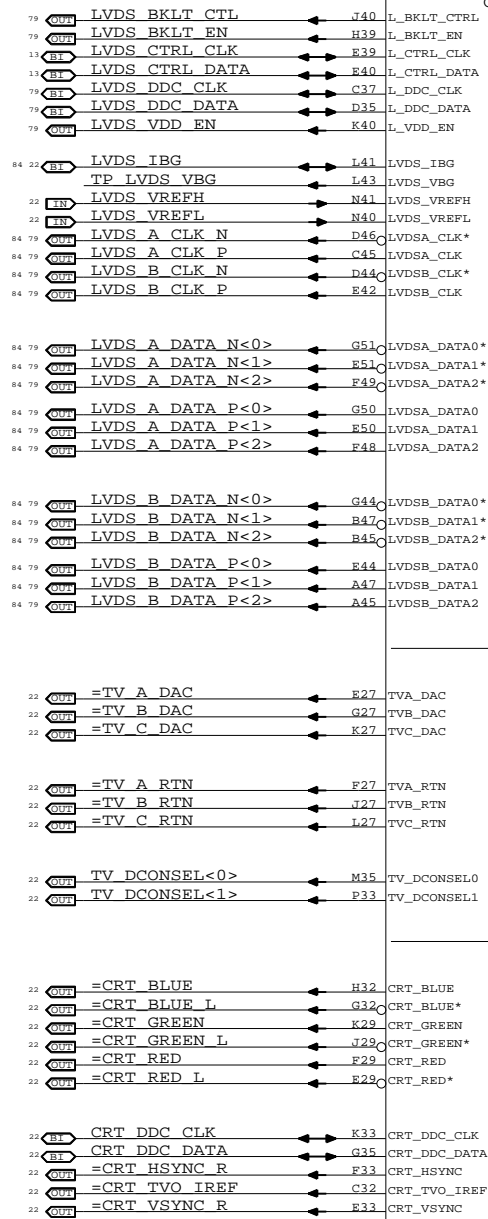 79 OUT LVDS_BKLT_CTL J40 L_BKLT_CTRL
79 OUT LVDS_BKLT_EN H39 L_BKLT_EN
13 BI LVDS_CTRL_CLK E39 L_CTRL_CLK
13 BI LVDS_CTRL_DATA E40 L_CTRL_DATA
79 BI LVDS_DDC_CLK C37 L_DDC_CLK
79 BI LVDS_DDC_DATA D35 L_DDC_DATA
79 OUT LVDS_VDD_EN K40 L_VDD_EN
84 22 BI LVDS_IBG L41 LVDS_IBG
TP_LVDS_VBG L43 LVDS_VBG
22 IN LVDS_VREFH N41 LVDS_VREFH
22 IN LVDS_VREFL N40 LVDS_VREFL
84 79 OUT LVDS_A_CLK_N D46 LVDSA_CLK*
84 79 OUT LVDS_A_CLK_P C45 LVDSA_CLK
84 79 OUT LVDS_B_CLK_N D44 LVDSB_CLK*
84 79 OUT LVDS_B_CLK_P E42 LVDSB_CLK
84 79 OUT LVDS_A_DATA_N<0> G51 LVDSA_DATA0*
84 79 OUT LVDS_A_DATA_N<1> E51 LVDSA_DATA1*
84 79 OUT LVDS_A_DATA_N<2> F49 LVDSA_DATA2*
84 79 OUT LVDS_A_DATA_P<0> G50 LVDSA_DATA0
84 79 OUT LVDS_A_DATA_P<1> E50 LVDSA_DATA1
84 79 OUT LVDS_A_DATA_P<2> F48 LVDSA_DATA2
84 79 OUT LVDS_B_DATA_N<0> G44 LVDSB_DATA0*
84 79 OUT LVDS_B_DATA_N<1> B47 LVDSB_DATA1*
84 79 OUT LVDS_B_DATA_N<2> B45 LVDSB_DATA2*
84 79 OUT LVDS_B_DATA_P<0> E44 LVDSB_DATA0
84 79 OUT LVDS_B_DATA_P<1> A47 LVDSB_DATA1
84 79 OUT LVDS_B_DATA_P<2> A45 LVDSB_DATA2
22 OUT =TV_A_DAC E27 TVA_DAC
22 OUT =TV_B_DAC G27 TVB_DAC
22 OUT =TV_C_DAC K27 TVC_DAC
22 OUT =TV_A_RTN F27 TVA_RTN
22 OUT =TV_B_RTN J27 TVB_RTN
22 OUT =TV_C_RTN L27 TVC_RTN
22 OUT TV_DCONSEL<0> M35 TV_DCONSEL0
22 OUT TV_DCONSEL<1> P33 TV_DCONSEL1
22 OUT =CRT_BLUE H32 CRT_BLUE
22 OUT =CRT_BLUE_L G32 CRT_BLUE*
22 OUT =CRT_GREEN K29 CRT_GREEN
22 OUT =CRT_GREEN_L J29 CRT_GREEN*
22 OUT =CRT_RED F29 CRT_RED
22 OUT =CRT_RED_L E29 CRT_RED*
22 BI CRT_DDC_CLK K33 CRT_DDC_CLK
22 BI CRT_DDC_DATA G35 CRT_DDC_DATA
22 OUT =CRT_HSYNC_R F33 CRT_HSYNC
22 OUT =CRT_TVO_IREF C32 CRT_TVO_IREF
22 OUT =CRT_VSYNC_R E33 CRT_VSYNC